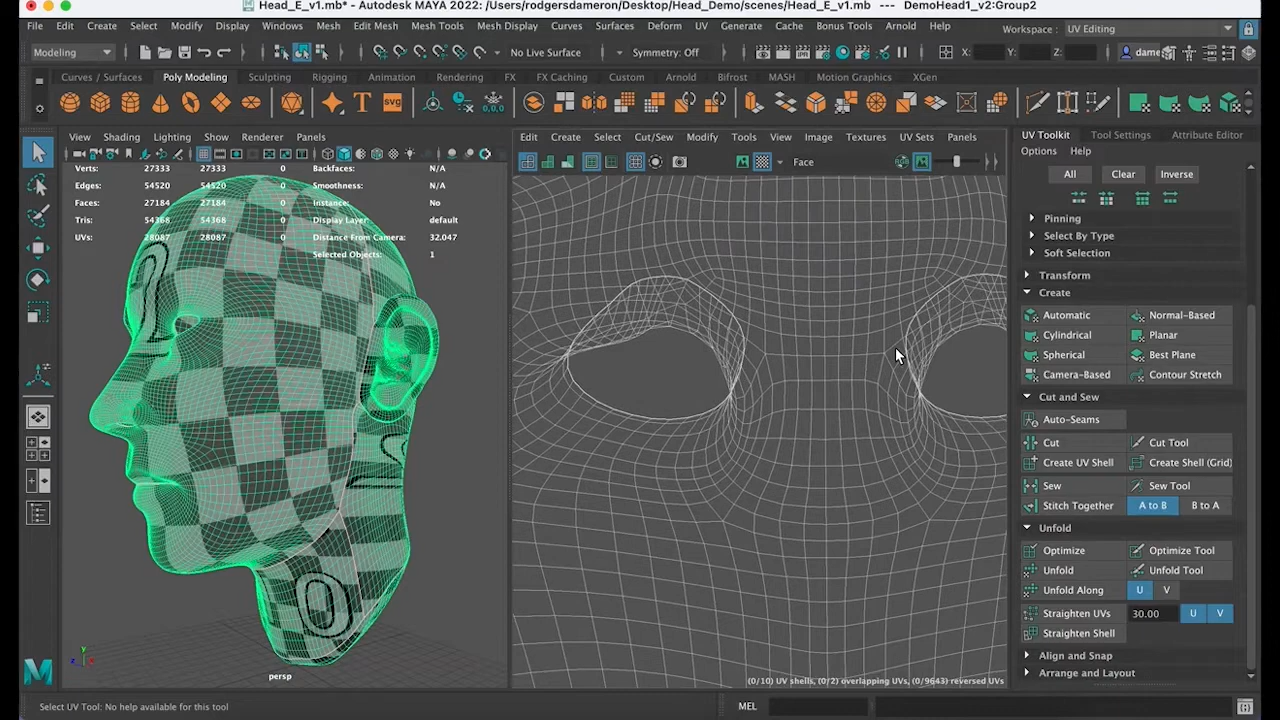 Head_E_v1.mb* - Autodesk MAYA 2022: /Users/rodgersdameron/Desktop/Head_Demo/scenes/Head_E_v1.mb --- DemoHead1_v2:Group2
File Edit Create Select Modify Display Windows Mesh Edit Mesh Mesh Tools Mesh Display Curves Surfaces Deform UV Generate Cache Bonus Tools Arnold Help Workspace : UV Editing
Modeling No Live Surface Symmetry: Off X: Y: Z: dame
Curves / Surfaces Poly Modeling Sculpting Rigging Animation Rendering FX FX Caching Custom Arnold Bifrost MASH Motion Graphics XGen
View Shading Lighting Show Renderer Panels
Verts: 27333 27333 0 Backfaces: N/A
Edges: 54520 54520 0 Smoothness: N/A
Faces: 27184 27184 0 Instance: No
Tris: 54368 54368 0 Display Layer: default
UVs: 28087 28087 0 Distance From Camera: 32.047
Selected Objects: 1
persp
Edit Create Select Cut/Sew Modify Tools View Image Textures UV Sets Panels
Face
(0/10) UV shells, (0/2) overlapping UVs, (0/9643) reversed UVs
UV Toolkit Tool Settings Attribute Editor
Options Help
All Clear Inverse
Pinning
Select By Type
Soft Selection
Transform
Create
Automatic Normal-Based
Cylindrical Planar
Spherical Best Plane
Camera-Based Contour Stretch
Cut and Sew
Auto-Seams
Cut Cut Tool
Create UV Shell Create Shell (Grid)
Sew Sew Tool
Stitch Together A to B B to A
Unfold
Optimize Optimize Tool
Unfold Unfold Tool
Unfold Along U V
Straighten UVs 30.00 U V
Straighten Shell
Align and Snap
Arrange and Layout
Select UV Tool: No help available for this tool MEL